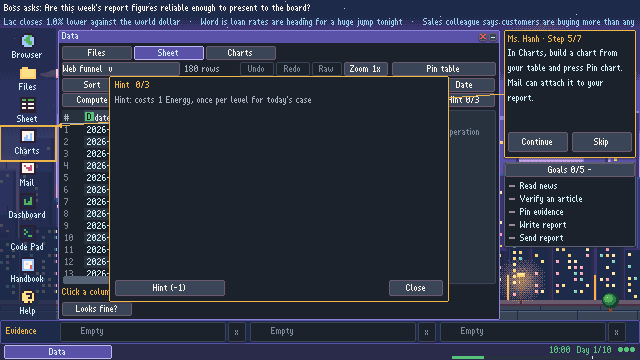 Boss asks: Are this week's report figures reliable enough to present to the board?
Lac closes 1.0% lower against the world dollar · Word is loan rates are heading for a huge jump tonight · Sales colleague says customers are buying more than any
Browser
Files
Sheet
Charts
Mail
Dashboard
Code Pad
Handbook
Help
Data
Files
Sheet
Charts
Web funnel v
180 rows
Undo
Redo
Raw
Zoom 1x
Pin table
Sort
Date
Compute
Hint 0/3
# D date
peration
1 2026-
2 2026-
3 2026-
4 2026-
5 2026-
6 2026-
7 2026-
8 2026-
9 2026-
10 2026-
11 2026-
12 2026-
13 2026-
Click a colum
Looks fine?
Hint 0/3
Hint: costs 1 Energy, once per level for today's case
Hint (-1)
Close
Ms. Hanh · Step 5/7
In Charts, build a chart from
your table and press Pin chart.
Mail can attach it to your
report.
Continue
Skip
Goals 0/5 -
— Read news
— Verify an article
— Pin evidence
— Write report
— Send report
Evidence
Empty
x
Empty
x
Empty
x
Data
10:00 Day 1/10